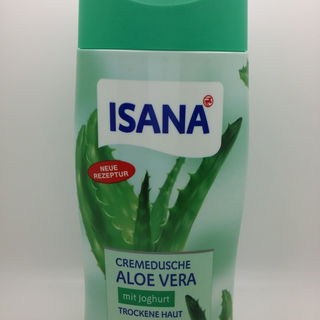 ISANA
NEUE
REZEPTUR
CREMEDUSCHE
ALOE VERA
mit Joghurt
TROCKENE HAUT